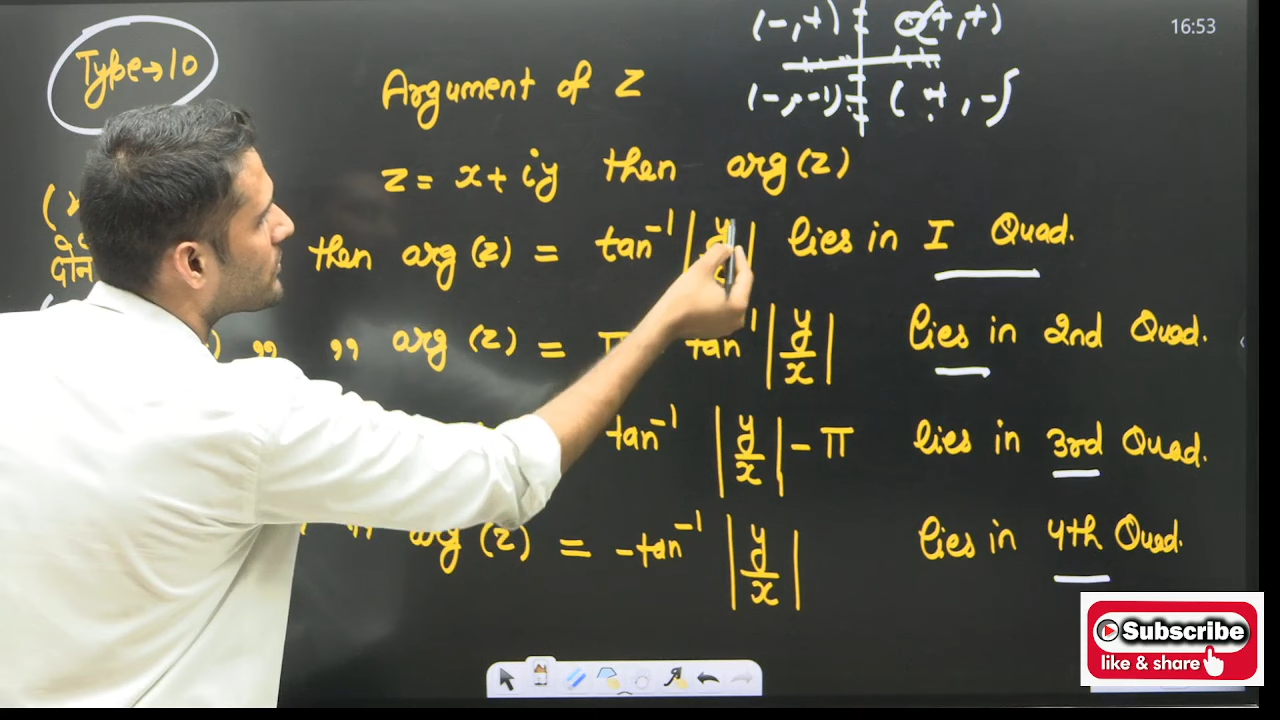 16:53
Type→10
(-,+) (+,+)
(-,-1) (+,-)
Argument of z
z = x+iy then arg(z)
then arg(z) = tan⁻¹ | | lies in I Quad.
,, ,, arg(z) = tan⁻¹ |y/x| lies in 2nd Quad.
tan⁻¹ |y/x| - π lies in 3rd Quad.
,, arg(z) = -tan⁻¹ |y/x| lies in 4th Quad.
Subscribe
like & share